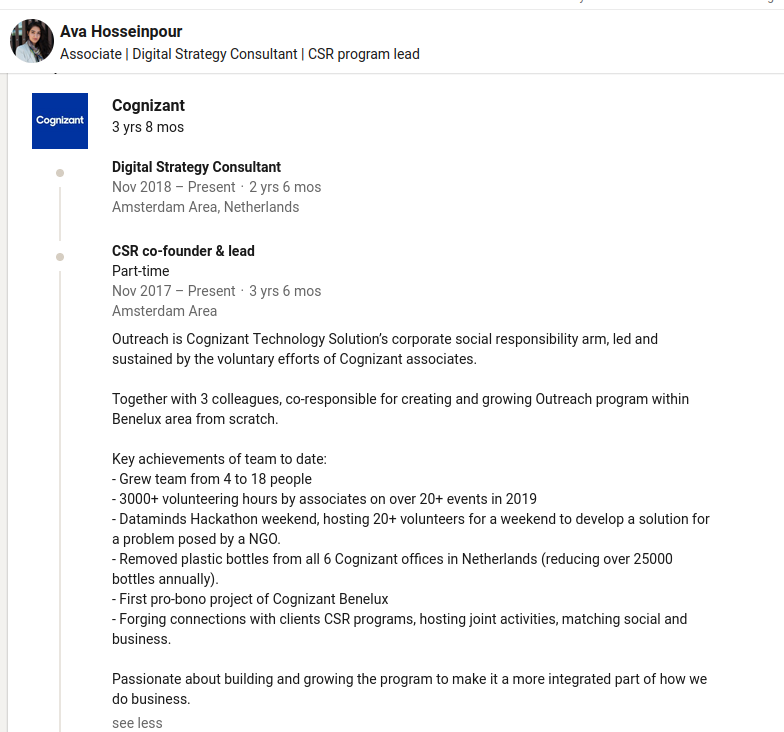 Ava Hosseinpour
Associate | Digital Strategy Consultant | CSR program lead
Cognizant
Cognizant
3 yrs 8 mos
Digital Strategy Consultant
Nov 2018 – Present · 2 yrs 6 mos
Amsterdam Area, Netherlands
CSR co-founder & lead
Part-time
Nov 2017 – Present · 3 yrs 6 mos
Amsterdam Area
Outreach is Cognizant Technology Solution’s corporate social responsibility arm, led and
sustained by the voluntary efforts of Cognizant associates.
Together with 3 colleagues, co-responsible for creating and growing Outreach program within
Benelux area from scratch.
Key achievements of team to date:
- Grew team from 4 to 18 people
- 3000+ volunteering hours by associates on over 20+ events in 2019
- Dataminds Hackathon weekend, hosting 20+ volunteers for a weekend to develop a solution for
a problem posed by a NGO.
- Removed plastic bottles from all 6 Cognizant offices in Netherlands (reducing over 25000
bottles annually).
- First pro-bono project of Cognizant Benelux
- Forging connections with clients CSR programs, hosting joint activities, matching social and
business.
Passionate about building and growing the program to make it a more integrated part of how we
do business.
see less